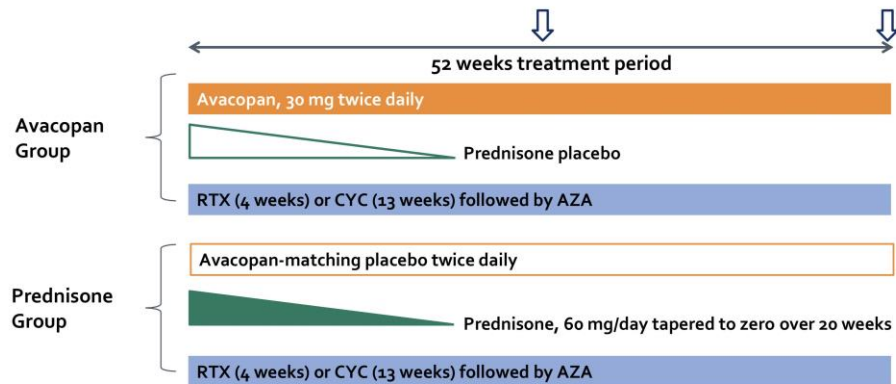 52 weeks treatment period
Avacopan, 30 mg twice daily
Avacopan
Group
Prednisone placebo
RTX (4 weeks) or CYC (13 weeks) followed by AZA
Avacopan-matching placebo twice daily
Prednisone
Group
Prednisone, 60 mg/day tapered to zero over 20 weeks
RTX (4 weeks) or CYC (13 weeks) followed by AZA